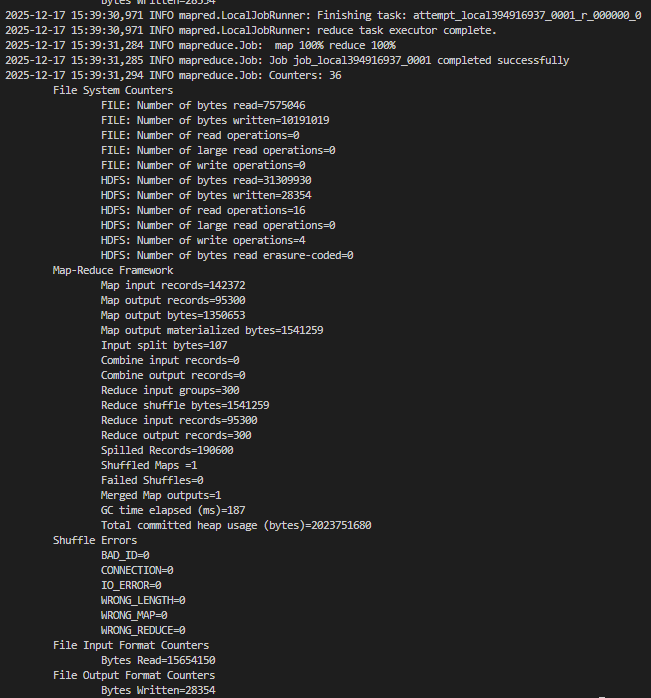 Bytes Written=28354
2025-12-17 15:39:30,971 INFO mapred.LocalJobRunner: Finishing task: attempt_local394916937_0001_r_000000_0
2025-12-17 15:39:30,971 INFO mapred.LocalJobRunner: reduce task executor complete.
2025-12-17 15:39:31,284 INFO mapreduce.Job:  map 100% reduce 100%
2025-12-17 15:39:31,285 INFO mapreduce.Job: Job job_local394916937_0001 completed successfully
2025-12-17 15:39:31,294 INFO mapreduce.Job: Counters: 36
File System Counters
FILE: Number of bytes read=7575046
FILE: Number of bytes written=10191019
FILE: Number of read operations=0
FILE: Number of large read operations=0
FILE: Number of write operations=0
HDFS: Number of bytes read=31309930
HDFS: Number of bytes written=28354
HDFS: Number of read operations=16
HDFS: Number of large read operations=0
HDFS: Number of write operations=4
HDFS: Number of bytes read erasure-coded=0
Map-Reduce Framework
Map input records=142372
Map output records=95300
Map output bytes=1350653
Map output materialized bytes=1541259
Input split bytes=107
Combine input records=0
Combine output records=0
Reduce input groups=300
Reduce shuffle bytes=1541259
Reduce input records=95300
Reduce output records=300
Spilled Records=190600
Shuffled Maps =1
Failed Shuffles=0
Merged Map outputs=1
GC time elapsed (ms)=187
Total committed heap usage (bytes)=2023751680
Shuffle Errors
BAD_ID=0
CONNECTION=0
IO_ERROR=0
WRONG_LENGTH=0
WRONG_MAP=0
WRONG_REDUCE=0
File Input Format Counters
Bytes Read=15654150
File Output Format Counters
Bytes Written=28354